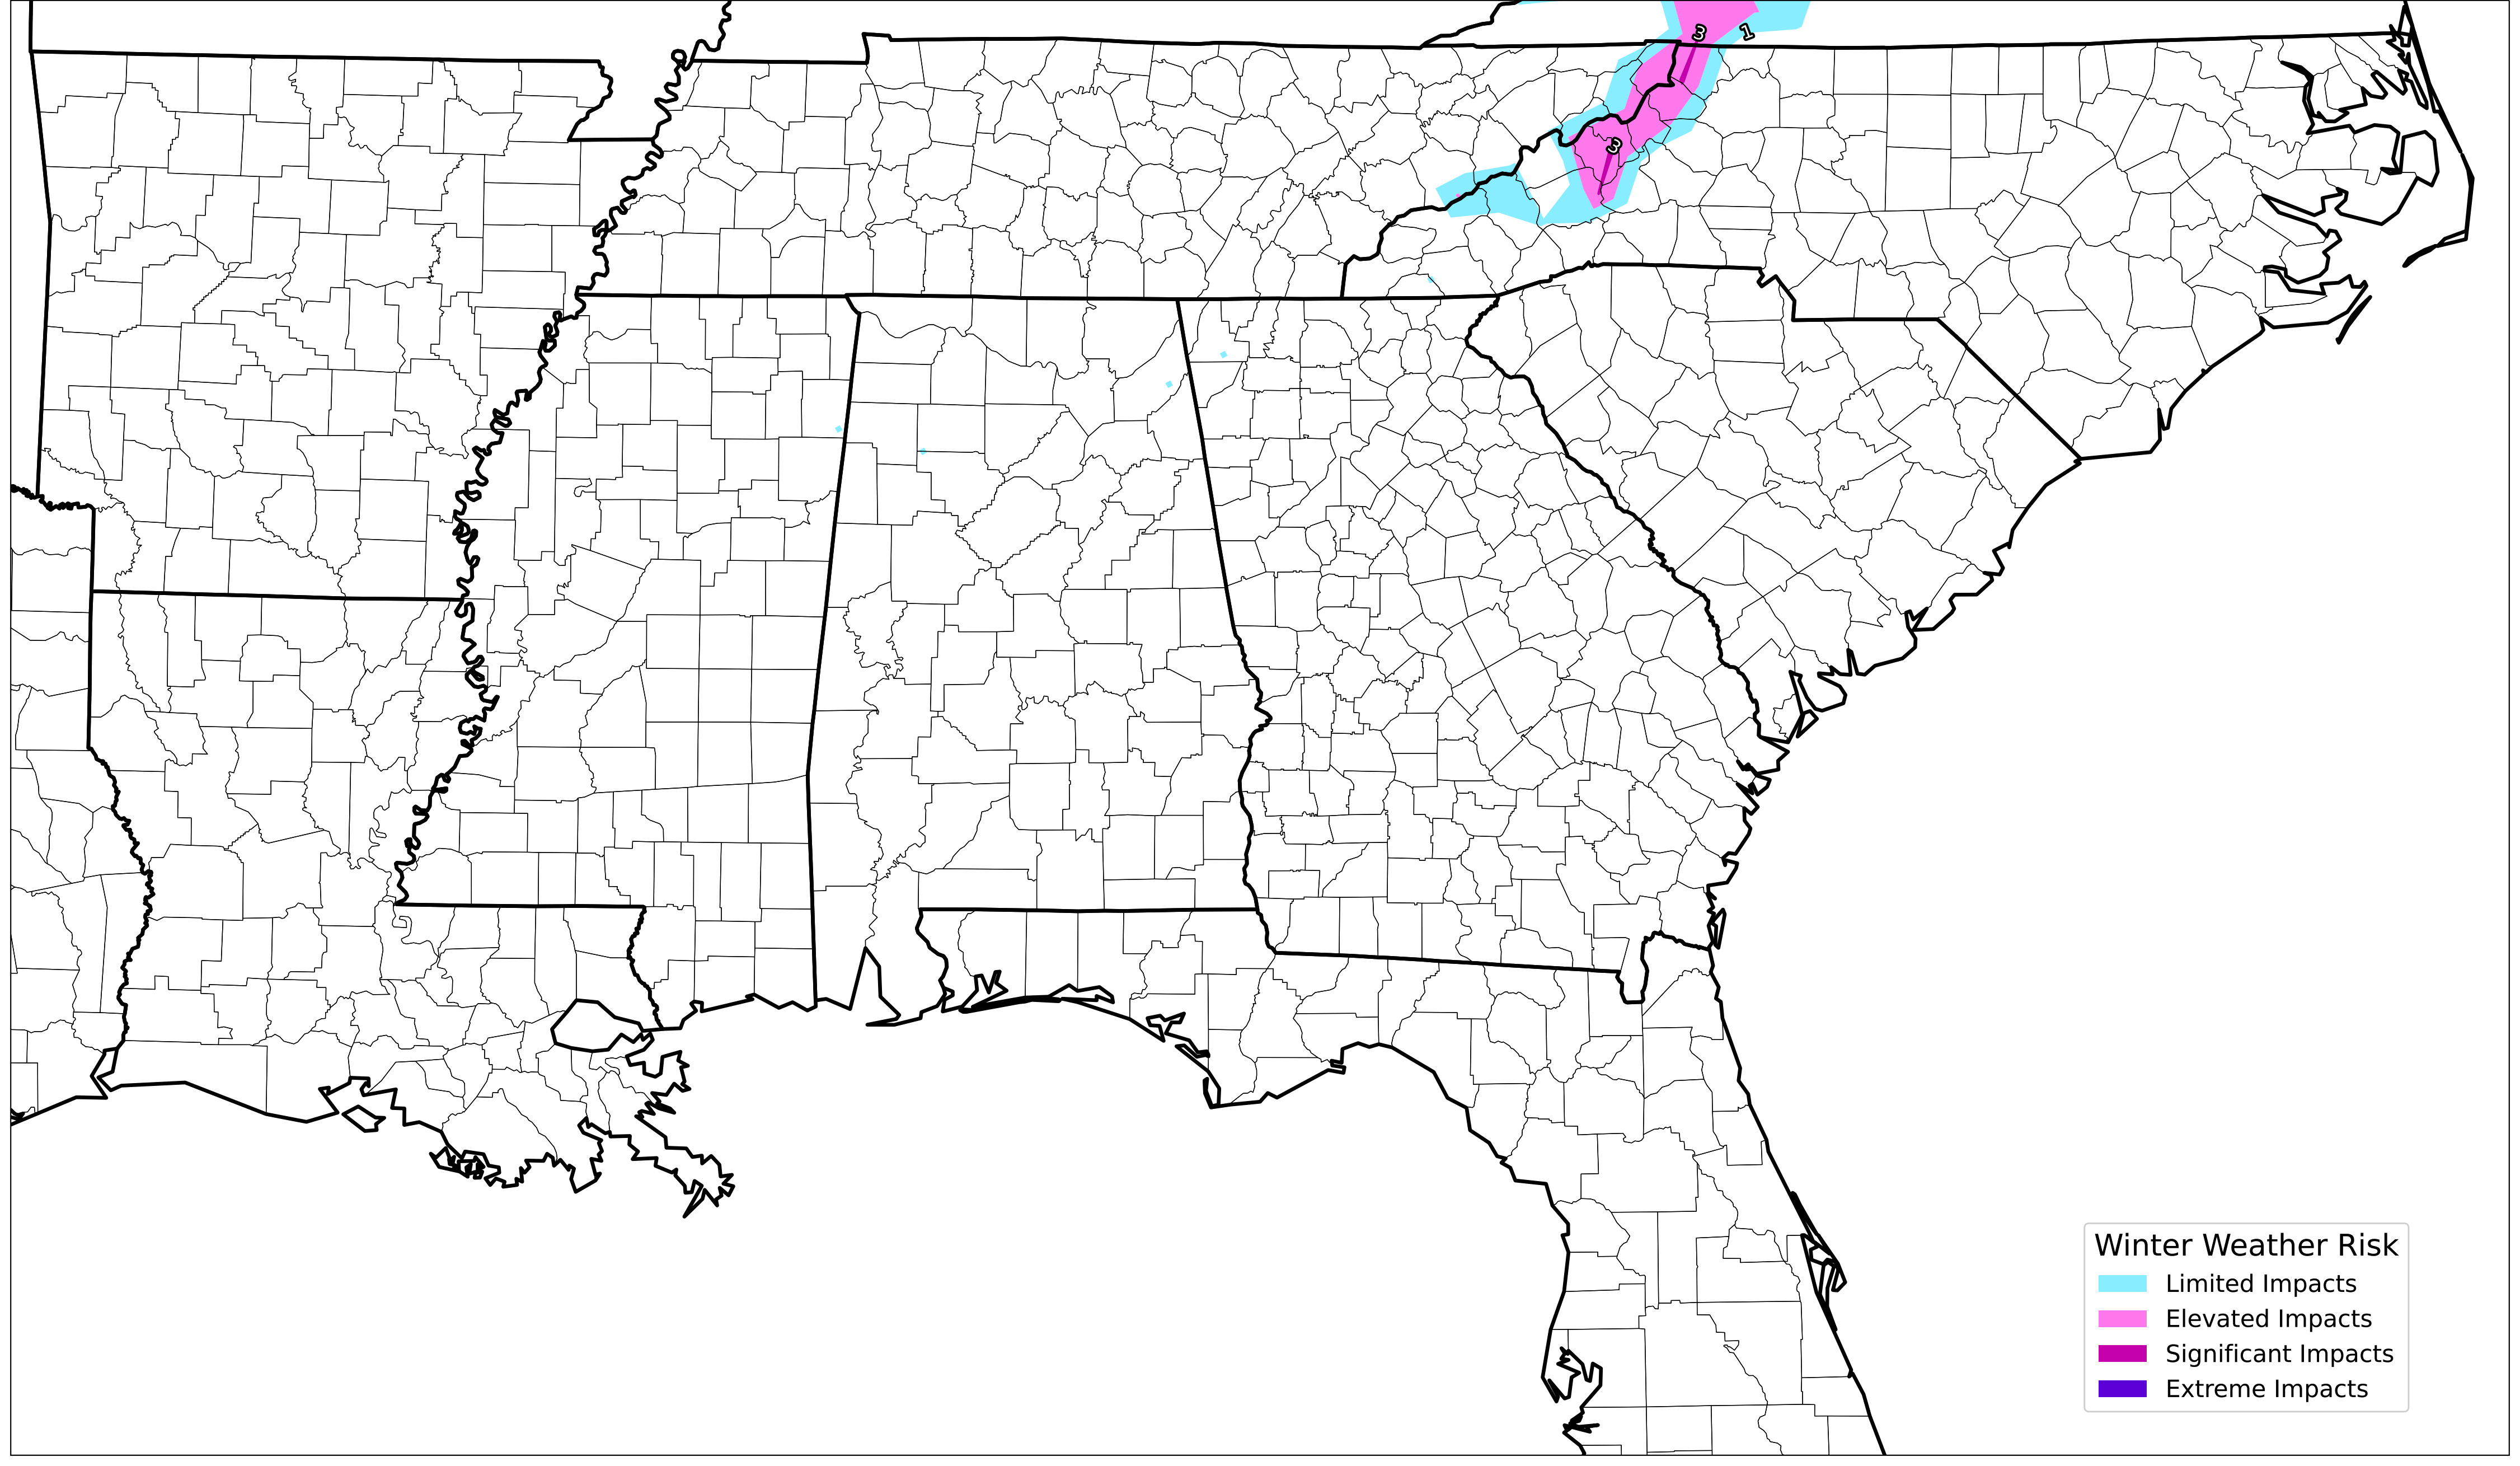 3
1
3
Winter Weather Risk
Limited Impacts
Elevated Impacts
Significant Impacts
Extreme Impacts